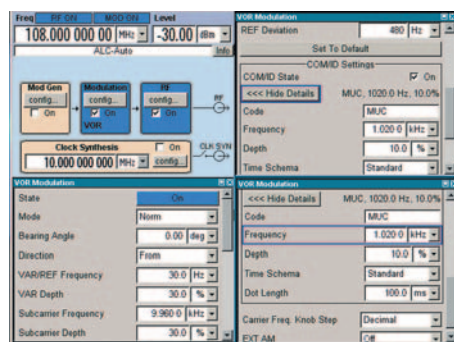 Freq RF ON MOD ON Level
108.000 000 00 MHz -30.00 dBm
ALC-Auto Info
Mod Gen
config...
On
Modulation
config...
On
VOR
RF
config...
On
RF
Clock Synthesis On
10.000 000 000 MHz config...
CLK SYN
VOR Modulation
REF Deviation 480 Hz
Set To Default
COM/ID Settings
COM/ID State On
<<< Hide Details MUC, 1020.0 Hz, 10.0%
Code MUC
Frequency 1.020 0 kHz
Depth 10.0 %
Time Schema Standard
VOR Modulation
State On
Mode Norm
Bearing Angle 0.00 deg
Direction From
VAR/REF Frequency 30.0 Hz
VAR Depth 30.0 %
Subcarrier Frequency 9.960 0 kHz
Subcarrier Depth 30.0 %
VOR Modulation
<<< Hide Details MUC, 1020.0 Hz, 10.0%
Code MUC
Frequency 1.020 0 kHz
Depth 10.0 %
Time Schema Standard
Dot Length 100.0 ms
Carrier Freq. Knob Step Decimal
EXT AM Off